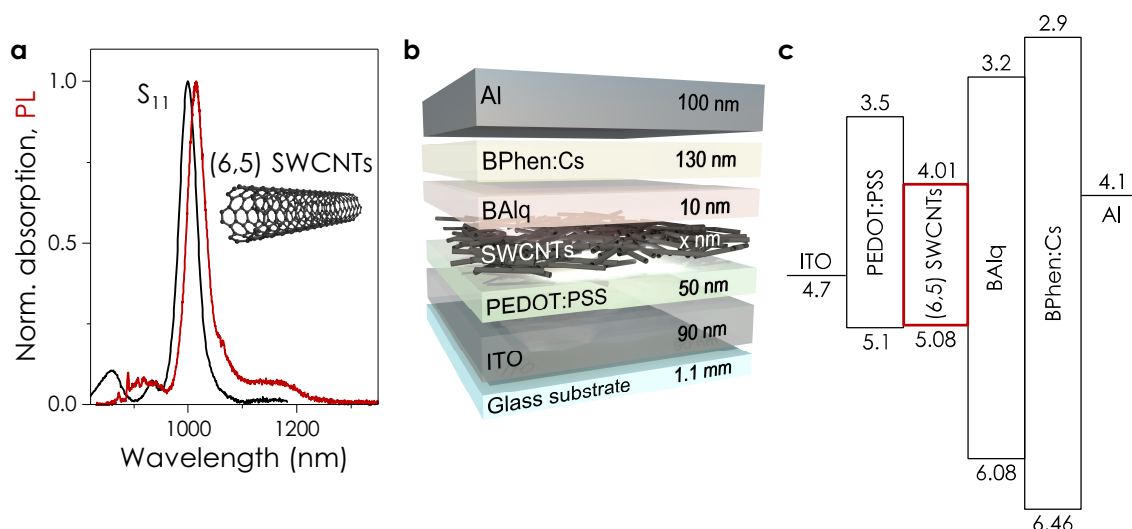 a
Norm. absorption, PL
1.0
0.5
0.0
S11
(6,5) SWCNTs
1000
1200
Wavelength (nm)
b
Al 100 nm
BPhen:Cs 130 nm
BAlq 10 nm
SWCNTs x nm
PEDOT:PSS 50 nm
ITO 90 nm
Glass substrate 1.1 mm
c
ITO
4.7
3.5
PEDOT:PSS
5.1
4.01
(6,5) SWCNTs
5.08
3.2
BAlq
6.08
2.9
BPhen:Cs
6.46
4.1
Al